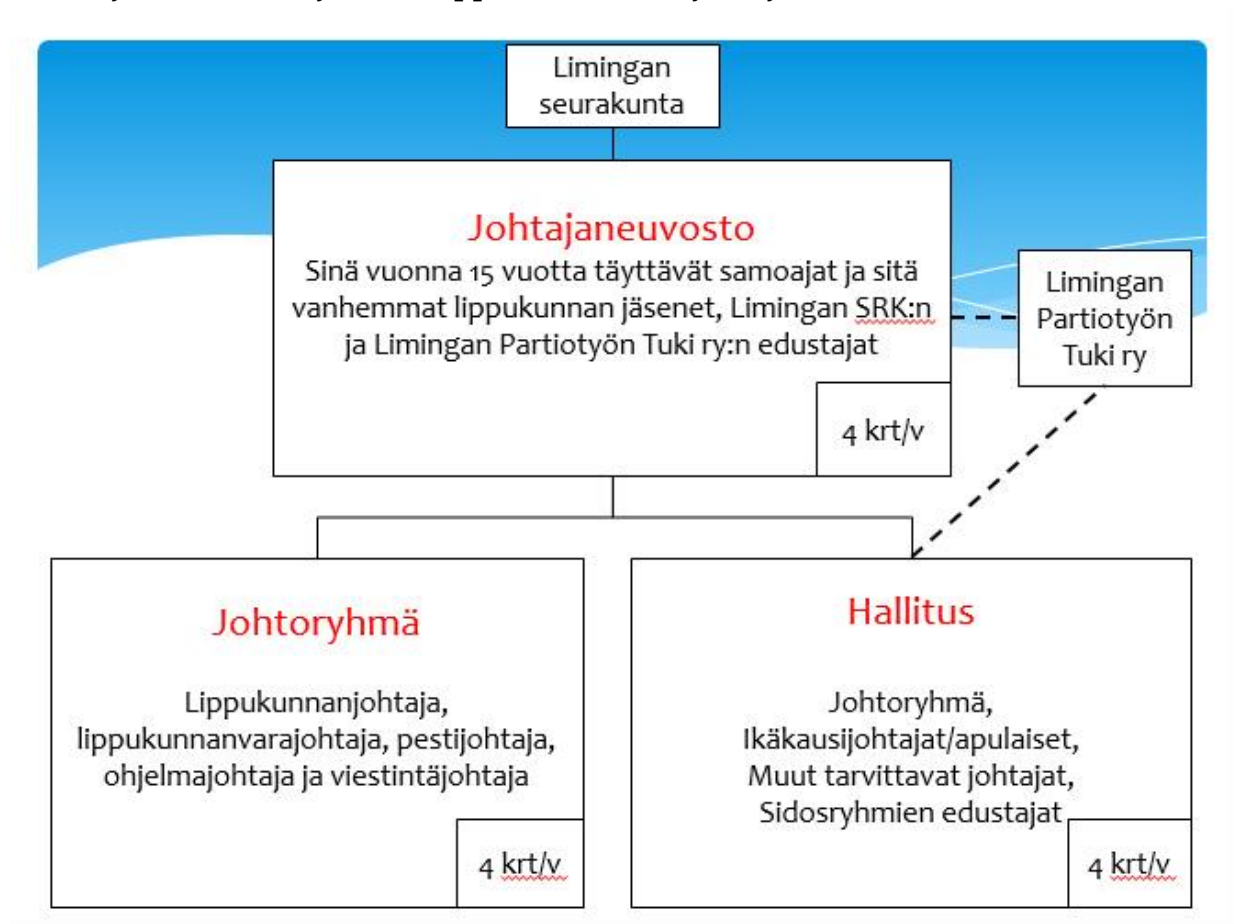 Limingan
seurakunta
Johtajaneuvosto
Sinä vuonna 15 vuotta täyttävät samoajat ja sitä
vanhemmat lippukunnan jäsenet, Limingan SRK:n
ja Limingan Partiotyön Tuki ry:n edustajat
4 krt/v
Limingan
Partiotyön
Tuki ry
Johtoryhmä
Lippukunnanjohtaja,
lippukunnanvarajohtaja, pestijohtaja,
ohjelmajohtaja ja viestintäjohtaja
4 krt/v
Hallitus
Johtoryhmä,
Ikäkausijohtajat/apulaiset,
Muut tarvittavat johtajat,
Sidosryhmien edustajat
4 krt/v